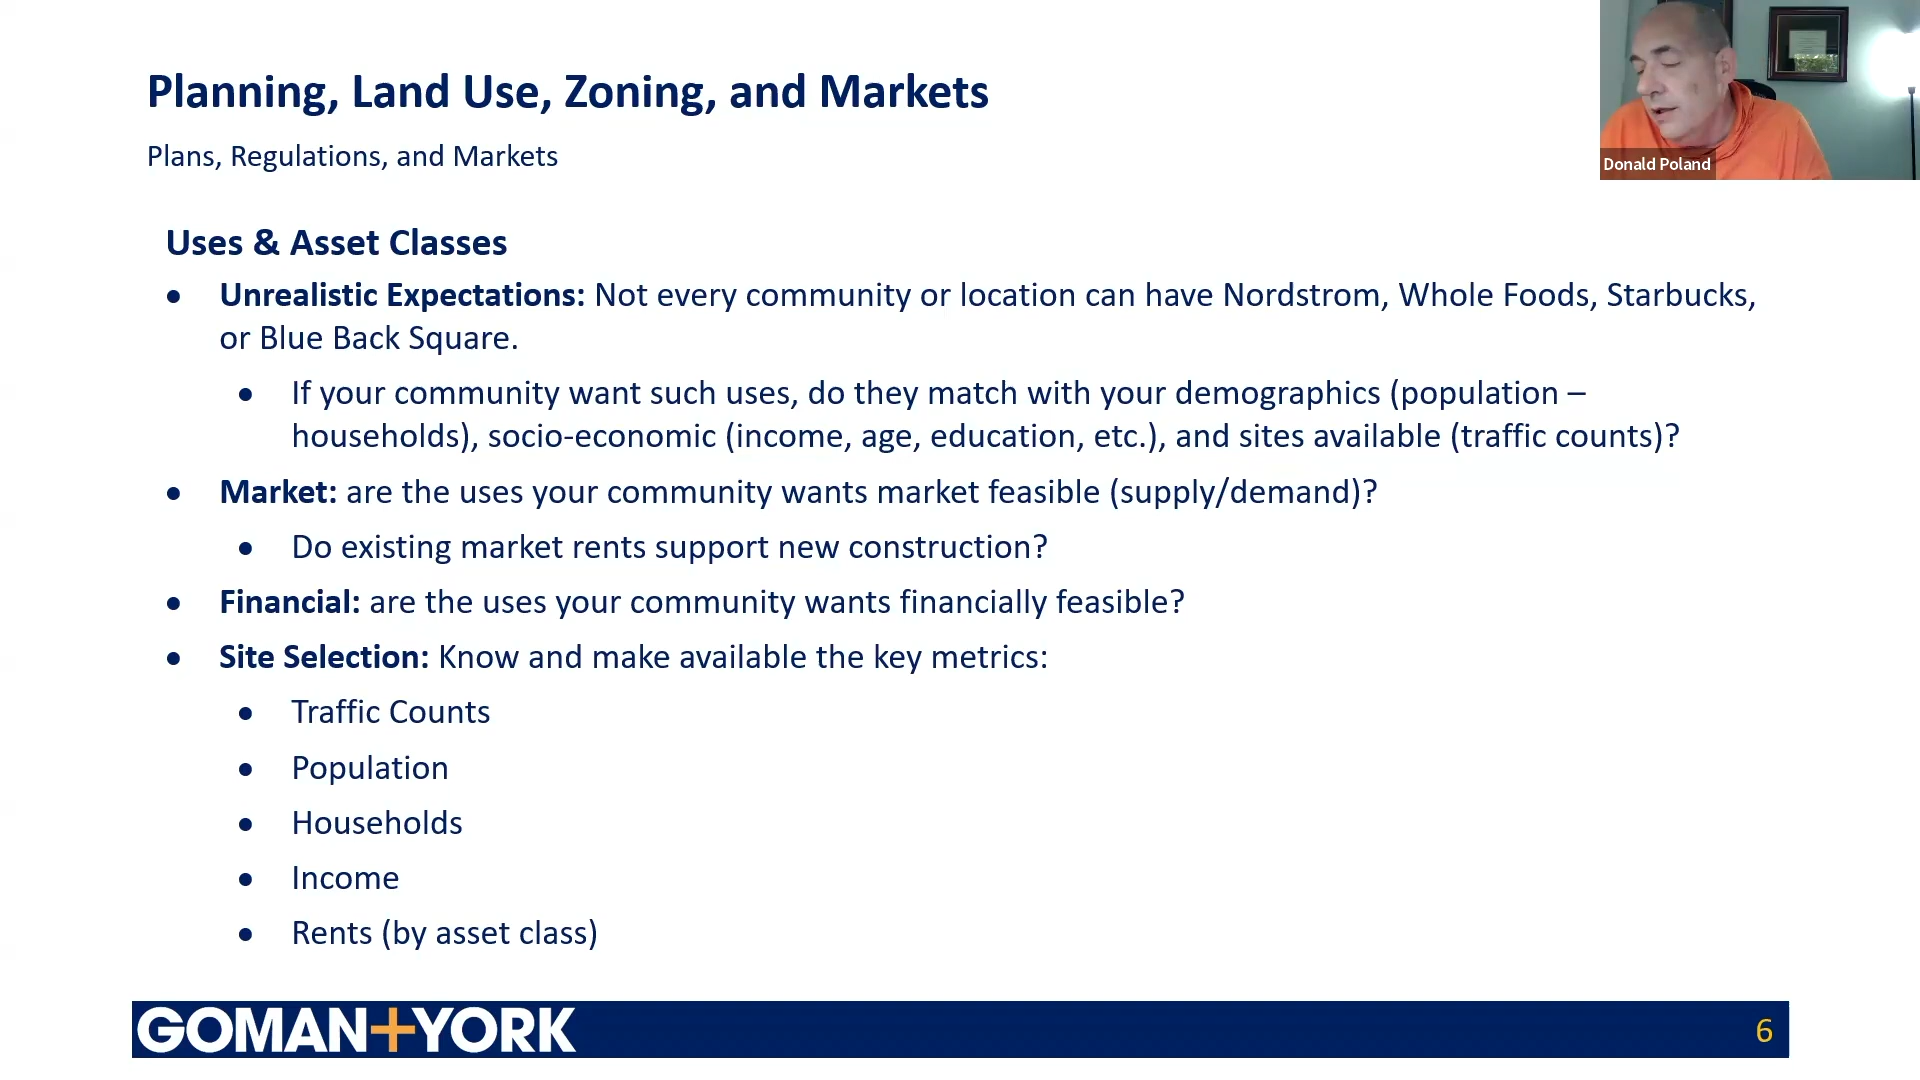 Planning, Land Use, Zoning, and Markets
Plans, Regulations, and Markets
Donald Poland
Uses & Asset Classes
• Unrealistic Expectations: Not every community or location can have Nordstrom, Whole Foods, Starbucks,
or Blue Back Square.
• If your community want such uses, do they match with your demographics (population –
households), socio-economic (income, age, education, etc.), and sites available (traffic counts)?
• Market: are the uses your community wants market feasible (supply/demand)?
• Do existing market rents support new construction?
• Financial: are the uses your community wants financially feasible?
• Site Selection: Know and make available the key metrics:
• Traffic Counts
• Population
• Households
• Income
• Rents (by asset class)
GOMAN+YORK
6